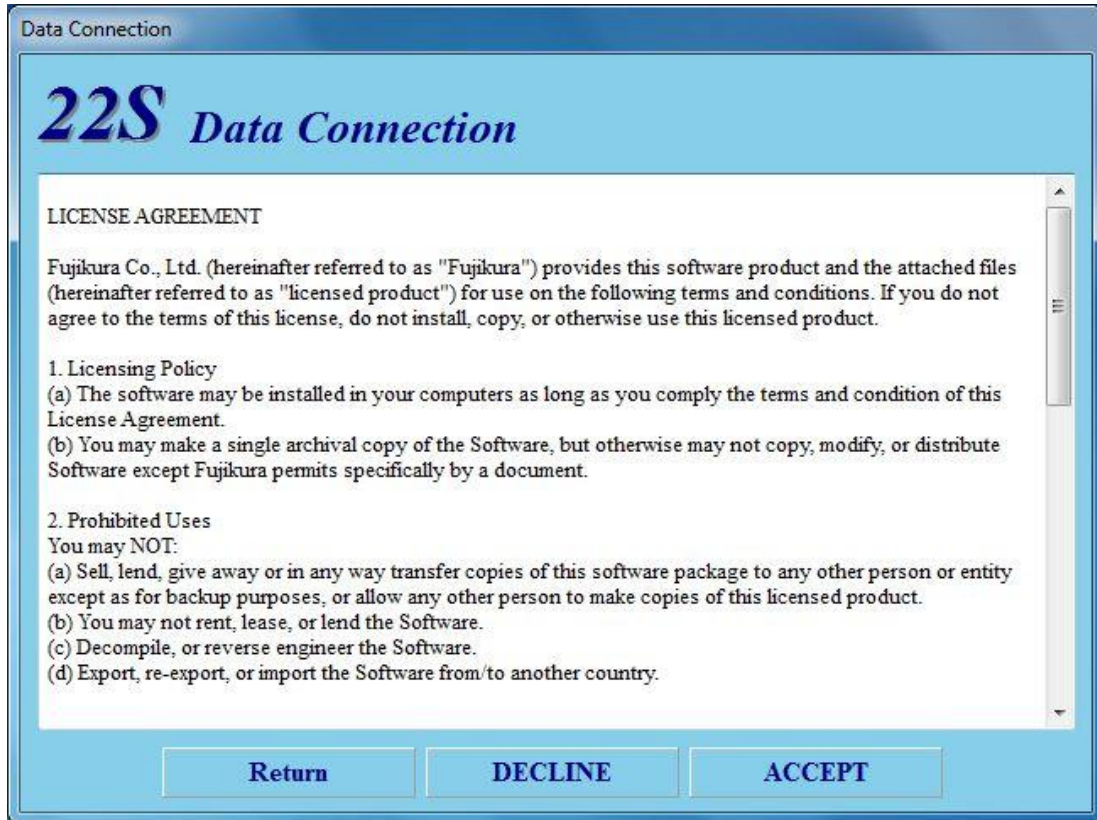 Data Connection
22S Data Connection
LICENSE AGREEMENT
Fujikura Co., Ltd. (hereinafter referred to as "Fujikura") provides this software product and the attached files
(hereinafter referred to as "licensed product") for use on the following terms and conditions. If you do not
agree to the terms of this license, do not install, copy, or otherwise use this licensed product.
1. Licensing Policy
(a) The software may be installed in your computers as long as you comply the terms and condition of this
License Agreement.
(b) You may make a single archival copy of the Software, but otherwise may not copy, modify, or distribute
Software except Fujikura permits specifically by a document.
2. Prohibited Uses
You may NOT:
(a) Sell, lend, give away or in any way transfer copies of this software package to any other person or entity
except as for backup purposes, or allow any other person to make copies of this licensed product.
(b) You may not rent, lease, or lend the Software.
(c) Decompile, or reverse engineer the Software.
(d) Export, re-export, or import the Software from/to another country.
Return DECLINE ACCEPT